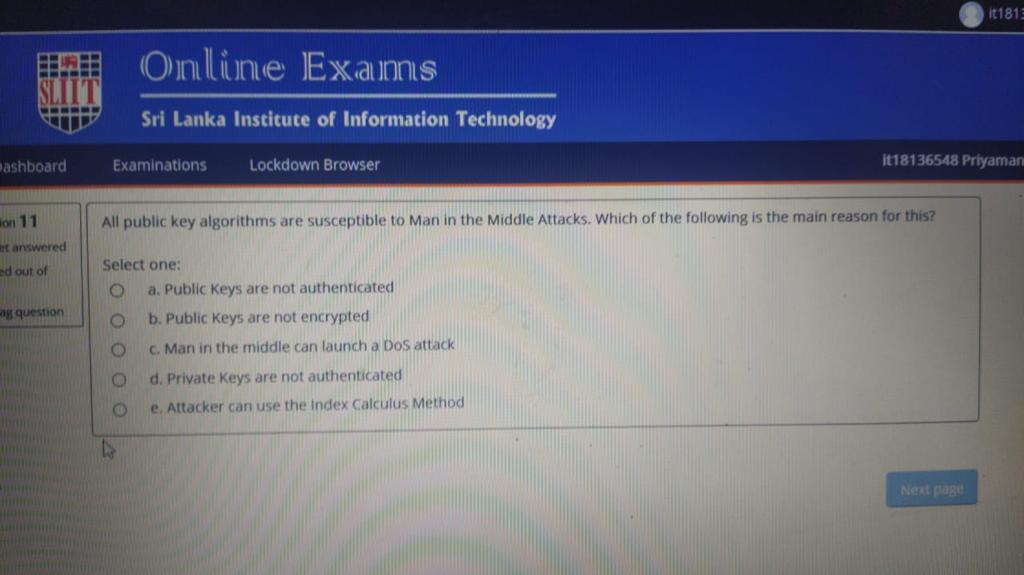 it1813
SLIIT
Online Exams
Sri Lanka Institute of Information Technology
Dashboard Examinations Lockdown Browser it18136548 Priyaman
ion 11
et answered
ed out of
ag question
All public key algorithms are susceptible to Man in the Middle Attacks. Which of the following is the main reason for this?
Select one:
a. Public Keys are not authenticated
b. Public Keys are not encrypted
c. Man in the middle can launch a DoS attack
d. Private Keys are not authenticated
e. Attacker can use the Index Calculus Method
Next page